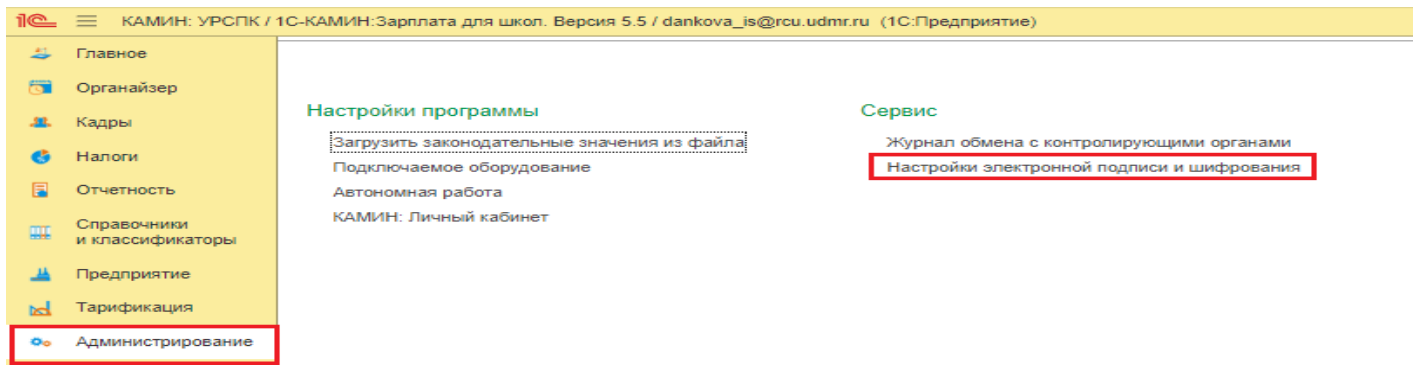 КАМИН: УРСПК / 1С-КАМИН:Зарплата для школ. Версия 5.5 / dankova_is@rcu.udmr.ru (1С:Предприятие)
Главное
Органайзер
Кадры
Налоги
Отчетность
Справочники
и классификаторы
Предприятие
Тарификация
Администрирование
Настройки программы
Загрузить законодательные значения из файла
Подключаемое оборудование
Автономная работа
КАМИН: Личный кабинет
Сервис
Журнал обмена с контролирующими органами
Настройки электронной подписи и шифрования